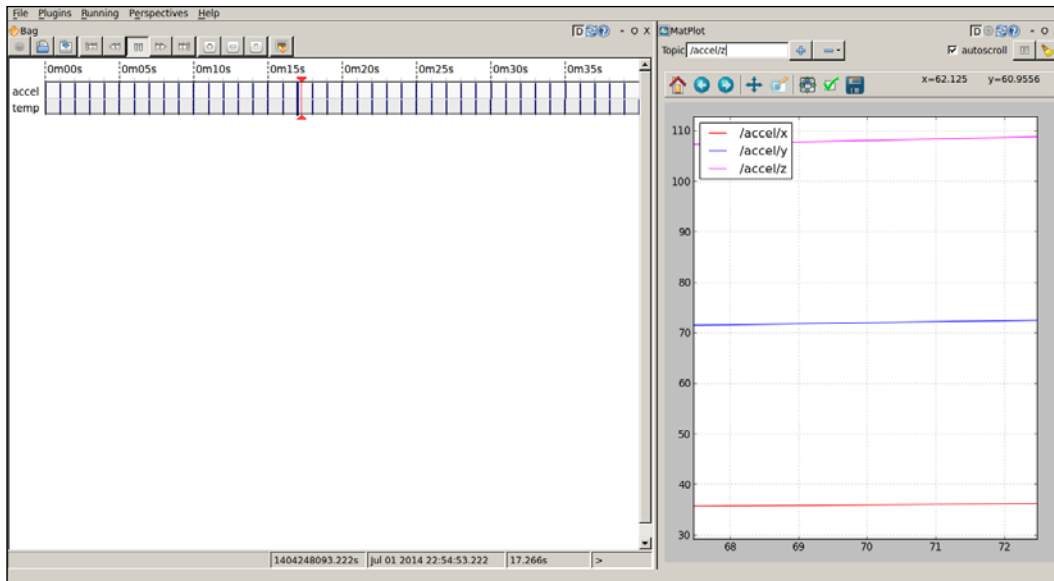 File Plugins Running Perspectives Help
Bag
D - O X
0m00s 0m05s 0m10s 0m15s 0m20s 0m25s 0m30s 0m35s
accel
temp
1404248093.222s Jul 01 2014 22:54:53.222 17.266s >
MatPlot
D - O
Topic /accel/z autoscroll
x=62.125 y=60.9556
/accel/x
/accel/y
/accel/z
110
100
90
80
70
60
50
40
30
68 69 70 71 72